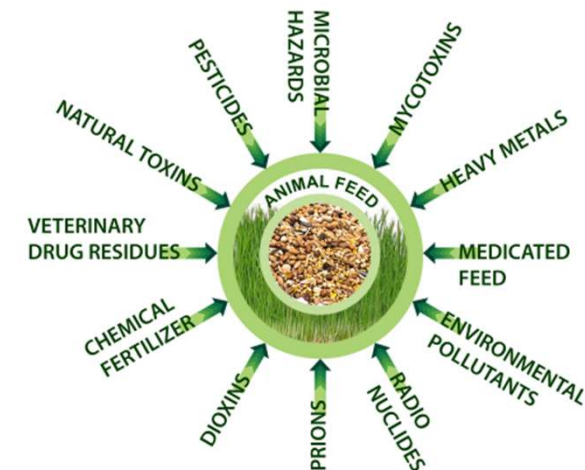 MICROBIAL
HAZARDS
MYCOTOXINS
HEAVY METALS
MEDICATED
FEED
ENVIRONMENTAL
POLLUTANTS
RADIO
NUCLIDES
PRIONS
DIOXINS
CHEMICAL
FERTILIZER
VETERINARY
DRUG RESIDUES
NATURAL TOXINS
PESTICIDES
ANIMAL FEED